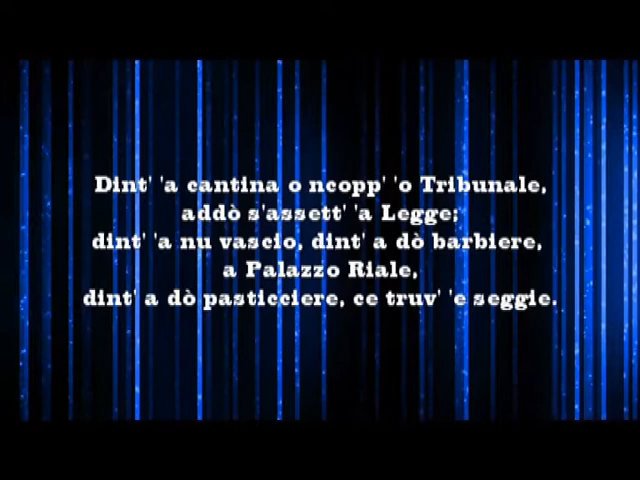 Dint' 'a cantina o ncopp' 'o Tribunale,
addò s'assett' 'a Legge;
dint' 'a nu vascio, dint' a dò barbiere,
a Palazzo Riale,
dint' a dò pasticciere, ce truv' 'e seggie.